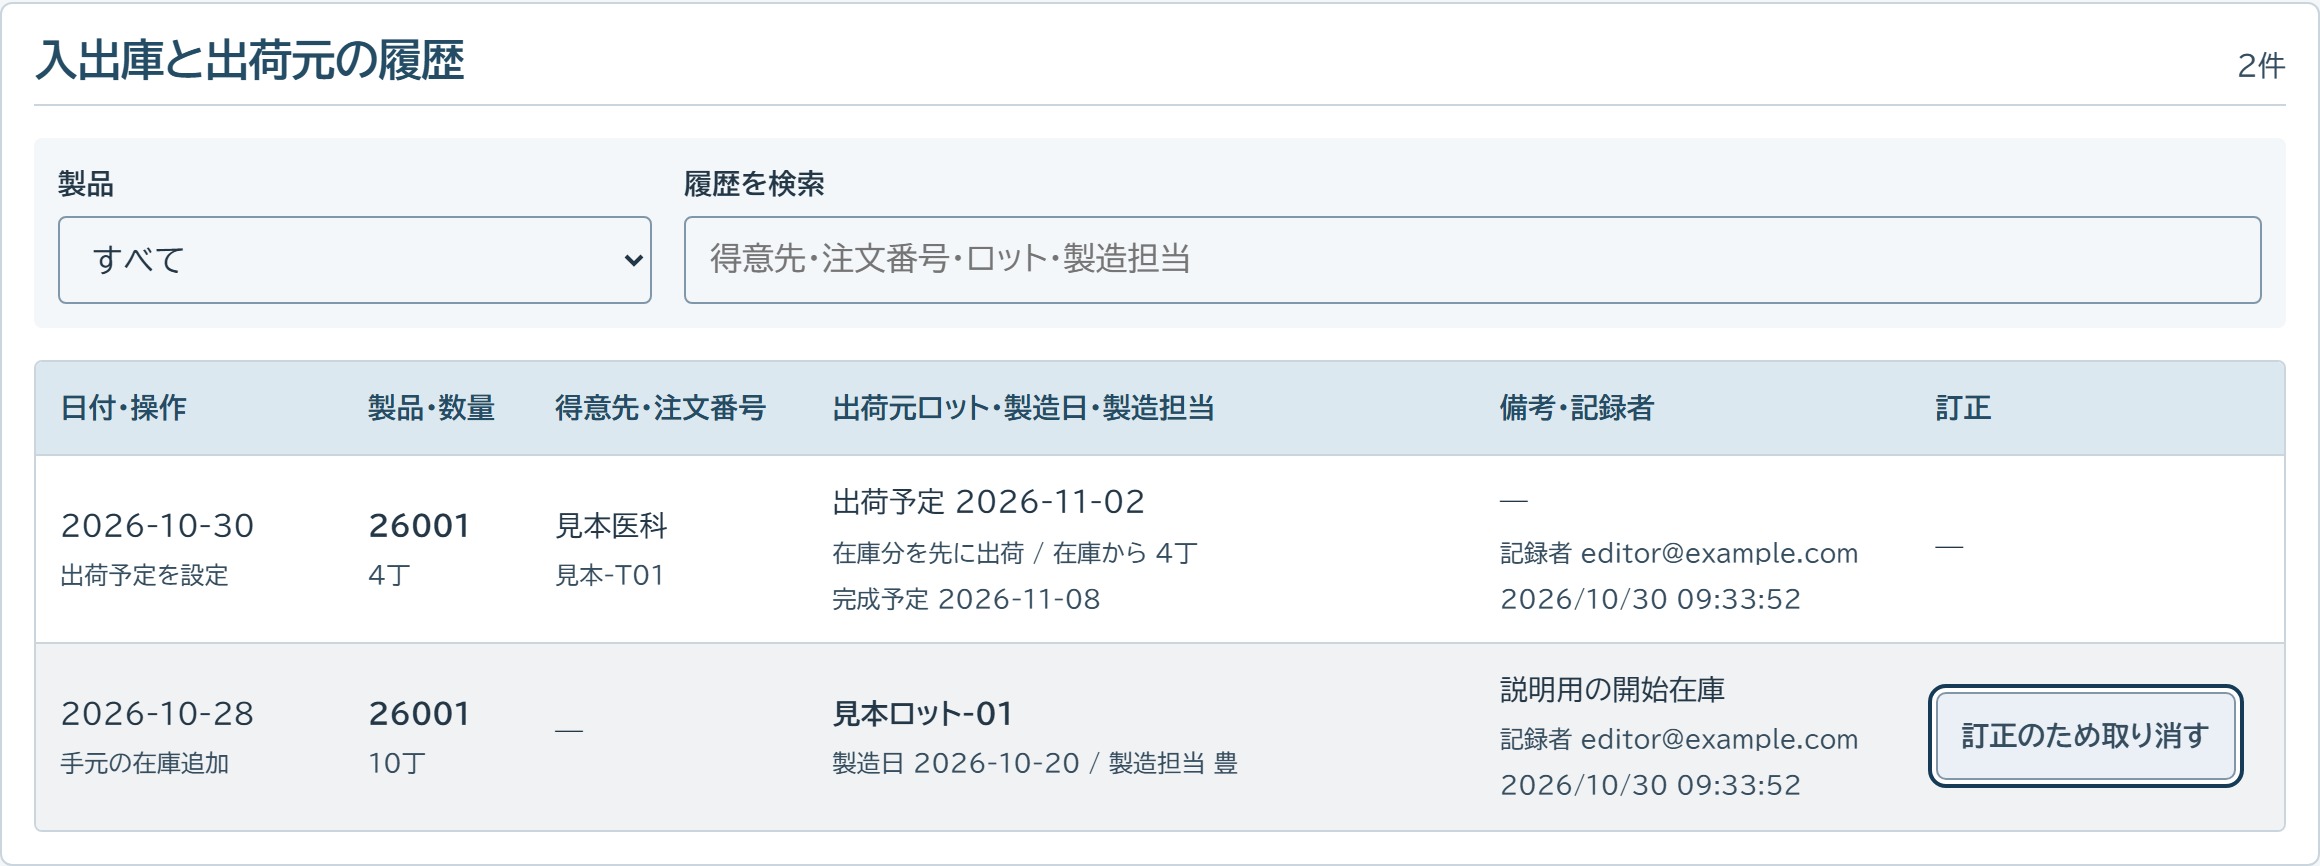 入出庫と出荷元の履歴
2件
製品
履歴を検索
すべて
得意先・注文番号・ロット・製造担当
日付・操作
製品・数量
得意先・注文番号
出荷元ロット・製造日・製造担当
備考・記録者
訂正
2026-10-30
出荷予定を設定
26001
4丁
見本医科
見本-T01
出荷予定 2026-11-02
在庫分を先に出荷 / 在庫から 4丁
完成予定 2026-11-08
—
記録者 editor@example.com
2026/10/30 09:33:52
—
2026-10-28
手元の在庫追加
26001
10丁
—
見本ロット-01
製造日 2026-10-20 / 製造担当 豊
説明用の開始在庫
記録者 editor@example.com
2026/10/30 09:33:52
訂正のため取り消す